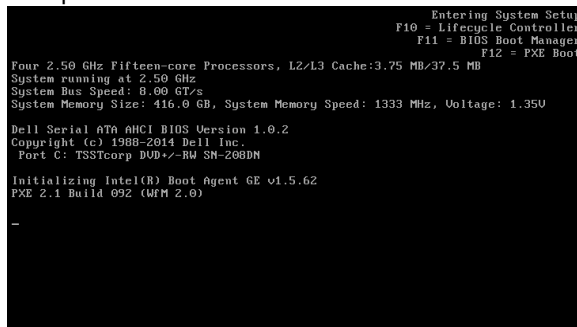 Entering System Setup
F10 = Lifecycle Controller
F11 = BIOS Boot Manager
F12 = PXE Boot
Four 2.50 GHz Fifteen-core Processors, L2/L3 Cache:3.75 MB/37.5 MB
System running at 2.50 GHz
System Bus Speed: 8.00 GT/s
System Memory Size: 416.0 GB, System Memory Speed: 1333 MHz, Voltage: 1.35V
Dell Serial ATA AHCI BIOS Version 1.0.2
Copyright (c) 1988-2014 Dell Inc.
Port C: TSSTcorp DVD+/-RW SN-208DN
Initializing Intel(R) Boot Agent GE v1.5.62
PXE 2.1 Build 092 (WfM 2.0)